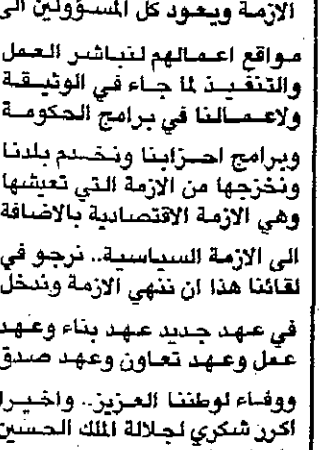 الازمة ويعود كل المسؤولين الى
مواقع اعمالهم لنباشر العمل
والتنفيذ لما جاء في الوثيقة
ولاعمالنا في برامج الحكومة
وبرامج احزابنا ونخدم بلدنا
ونخرجها من الازمة التي تعيشها
وهي الازمة الاقتصادية بالاضافة
الى الازمة السياسية.. نرجو في
لقائنا هذا ان ننهي الازمة وندخل
في عهد جديد عهد بناء وعهد
عمل وعهد تعاون وعهد صدق
ووفاء لوطننا العزيز.. واخيرا
اكرر شكري لجلالة الملك الحسين